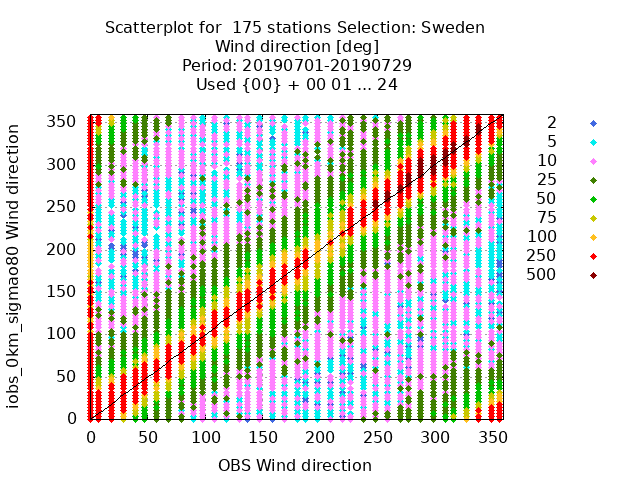 Scatterplot for 175 stations Selection: Sweden
Wind direction [deg]
Period: 20190701-20190729
Used {00} + 00 01 ... 24
iobs_0km_sigmao80 Wind direction
350
300
250
200
150
100
50
0
0 50 100 150 200 250 300 350
OBS Wind direction
2
5
10
25
50
75
100
250
500